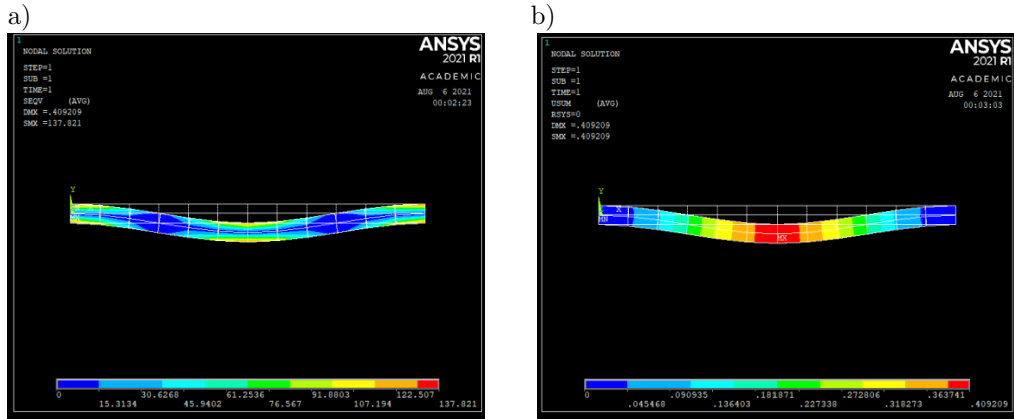 a)
1
NODAL SOLUTION
STEP=1
SUB =1
TIME=1
SEQV (AVG)
DMX =.409209
SMX =137.821
ANSYS
2021 R1
ACADEMIC
AUG 6 2021
00:02:23
Y
X
MN
0 30.6268 61.2536 91.8803 122.507
15.3134 45.9402 76.567 107.194 137.821
b)
1
NODAL SOLUTION
STEP=1
SUB =1
TIME=1
USUM (AVG)
RSYS=0
DMX =.409209
SMX =.409209
ANSYS
2021 R1
ACADEMIC
AUG 6 2021
00:03:03
Y
X
MN
MX
0 .090935 .181871 .272806 .363741
.045468 .136403 .227338 .318273 .409209